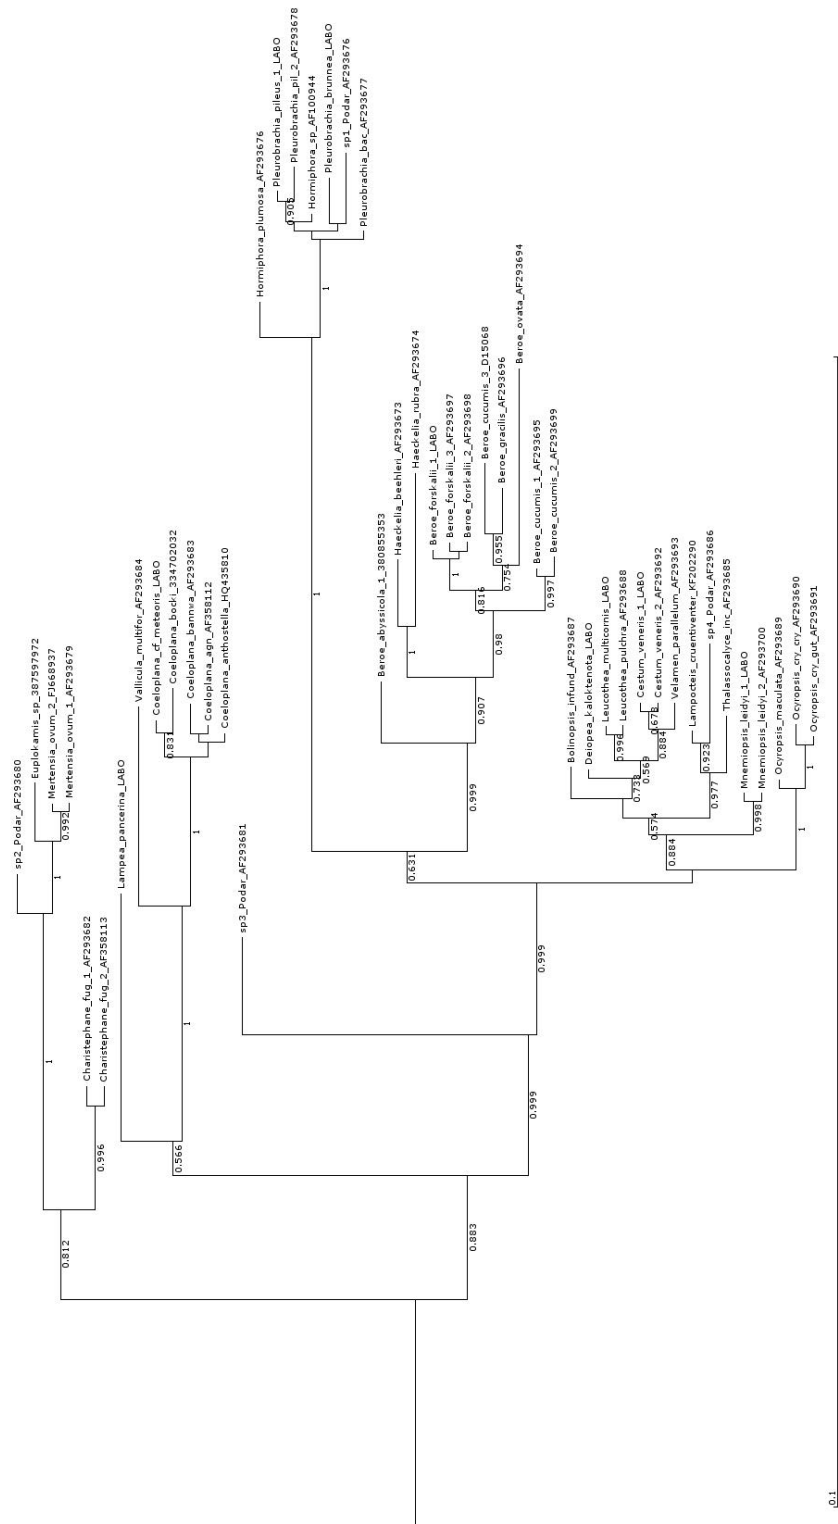 sp2_Podar_AF293680
Euplokamis_sp_387597972
Mertensia_ovum_2_FJ668937
Mertensia_ovum_1_AF293679
0.992
1
1
Charistephane_fug_1_AF293682
Charistephane_fug_2_AF358113
0.996
0.812
Lampea_pancerina_LABO
Vallicula_multifor_AF293684
Coeloplana_cf_meteoris_LABO
Coeloplana_bocki_334702032
0.831
Coeloplana_bannwa_AF293683
Coeloplana_agn_AF358112
Coeloplana_anthostella_HQ435810
1
1
0.566
sp3_Podar_AF293681
Hormiphora_plumosa_AF293676
Pleurobrachia_pileus_1_LABO
Pleurobrachia_pil_2_AF293678
0.905
Hormiphora_sp_AF100944
Pleurobrachia_brunnea_LABO
sp1_Podar_AF293676
Pleurobrachia_bac_AF293677
1
1
Beroe_abyssicola_1_380855353
Haeckelia_beehleri_AF293673
Haeckelia_rubra_AF293674
1
Beroe_forskalii_1_LABO
Beroe_forskalii_3_AF293697
Beroe_forskalii_2_AF293698
1
Beroe_cucumis_3_D15068
Beroe_gracilis_AF293696
0.955
Beroe_ovata_AF293694
0.754
0.816
Beroe_cucumis_1_AF293695
Beroe_cucumis_2_AF293699
0.997
0.98
0.907
0.999
0.631
Bolinopsis_infund_AF293687
Deiopea_kaloktenota_LABO
Leucothea_multicornis_LABO
Leucothea_pulchra_AF293688
0.996
Cestum_veneris_1_LABO
Cestum_veneris_2_AF293692
0.678
Velamen_parallelum_AF293693
0.884
0.569
0.738
Lampocteis_cruentiventer_KF202290
sp4_Podar_AF293686
0.923
Thalassocalyce_inc_AF293685
0.977
0.574
Mnemiopsis_leidyi_1_LABO
Mnemiopsis_leidyi_2_AF293700
0.998
0.884
Ocyropsis_maculata_AF293689
Ocyropsis_cry_cry_AF293690
Ocyropsis_cry_gut_AF293691
1
1
0.999
0.999
0.883
0.1